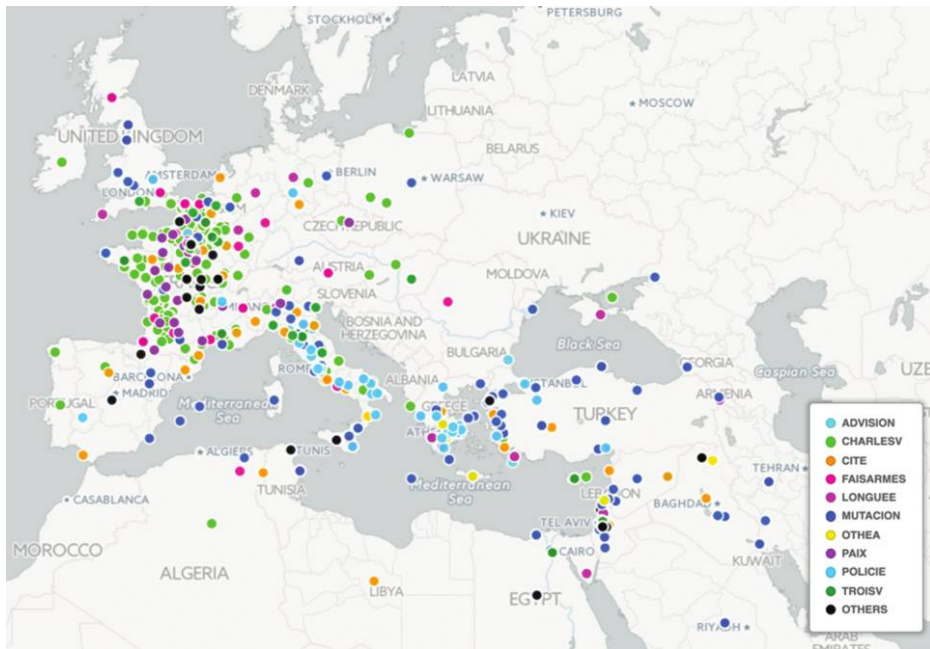 PETERSBURG
STOCKHOLM
LATVIA
MOSCOW
DENMARK
LITHUANIA
UNITED KINGDOM
BELARUS
AMSTERDAM
BERLIN
WARSAW
LONDON
KIEV
CZECH REPUBLIC
UKRAINE
AUSTRIA
MOLDOVA
SLOVENIA
MILAN
BOSNIA AND
HERZEGOVINA
Black Sea
BULGARIA
GEORGIA
Caspian Sea
UZBE
ROME
ALBANIA
ISTANBUL
ARMENIA
BARCELONA
MADRID
PORTUGAL
Mediterranean
Sea
GREECE
TURKEY
ATHE
ALGIERS
TUNIS
TEHRAN
CASABLANCA
TUNISIA
Mediterranean
Sea
LEBANON
BAGHDAD
TEL AVIV
MOROCCO
CAIRO
KUWAIT
ALGERIA
LIBYA
EGYPT
RIYADH
ARAB
EMIRATES
ADVISION
CHARLESV
CITE
FAISARMES
LONGUEE
MUTACION
OTHEA
PAIX
POLICIE
TROISV
OTHERS